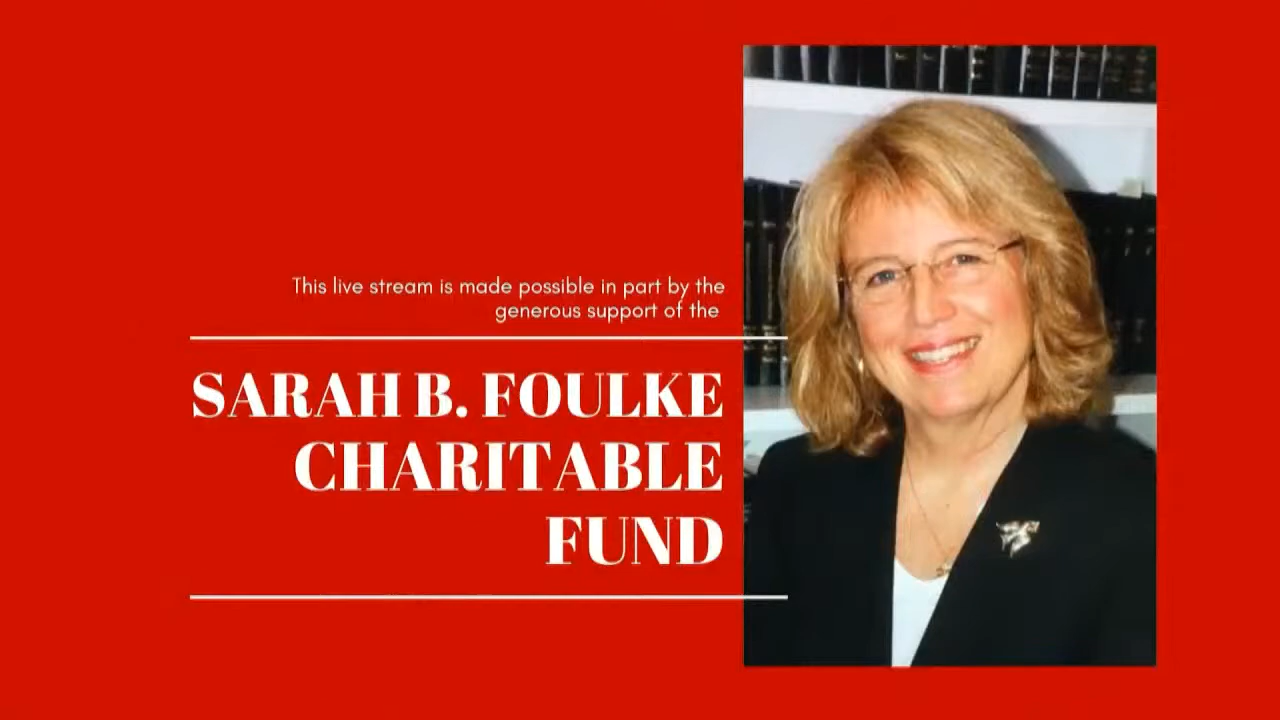 This live stream is made possible in part by the
generous support of the
SARAH B. FOULKE
CHARITABLE
FUND